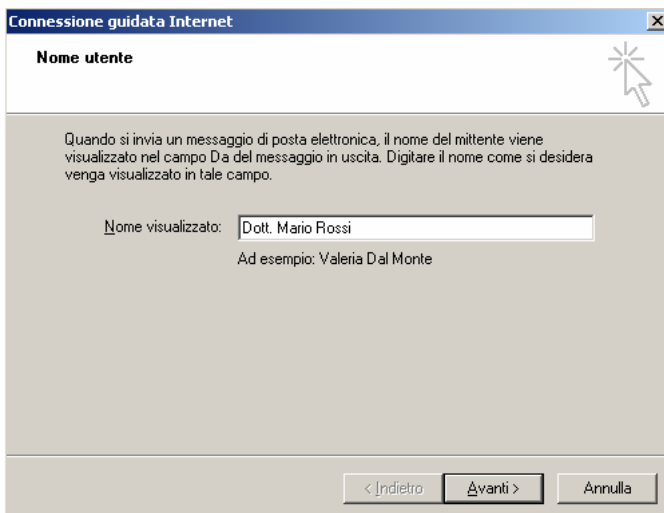 Connessione guidata Internet
Nome utente
Quando si invia un messaggio di posta elettronica, il nome del mittente viene
visualizzato nel campo Da del messaggio in uscita. Digitare il nome come si desidera
venga visualizzato in tale campo.
Nome visualizzato: Dott. Mario Rossi
Ad esempio: Valeria Dal Monte
< Indietro Avanti > Annulla